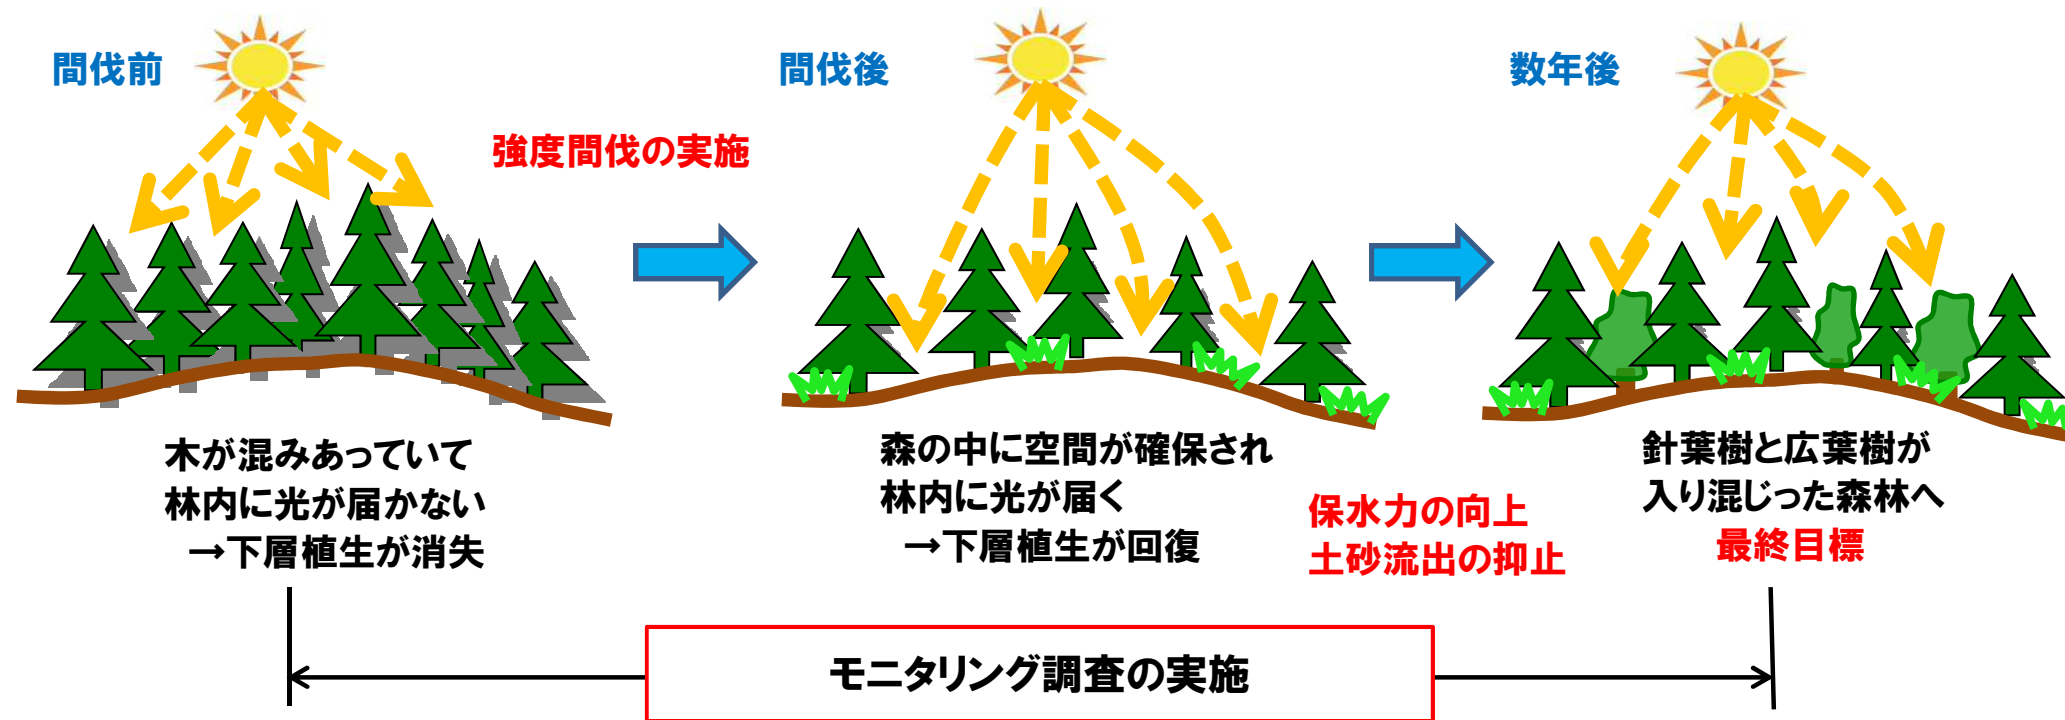 間伐前
強度間伐の実施
間伐後
数年後
木が混みあっていて
林内に光が届かない
→下層植生が消失
森の中に空間が確保され
林内に光が届く
→下層植生が回復
保水力の向上
土砂流出の抑止
針葉樹と広葉樹が
入り混じった森林へ
最終目標
モニタリング調査の実施